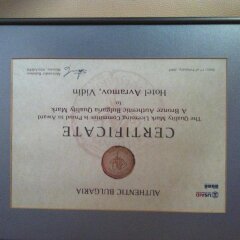 USAID
AUTHENTIC BULGARIA
CERTIFICATE
The Quality Mark Licensing Committee is Proud to Award
A Bronze Authentic Bulgaria Quality Mark
to
Hotel Avramov, Vidin